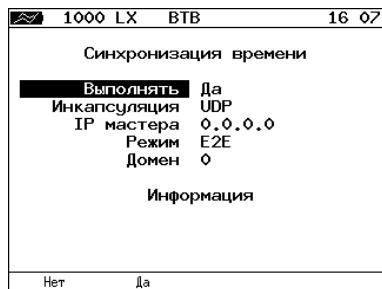 1000 LX BTB 16 07
Синхронизация времени
Выполнять Да
Инкапсуляция UDP
IP мастера 0.0.0.0
Режим E2E
Домен 0
Информация
Нет Да